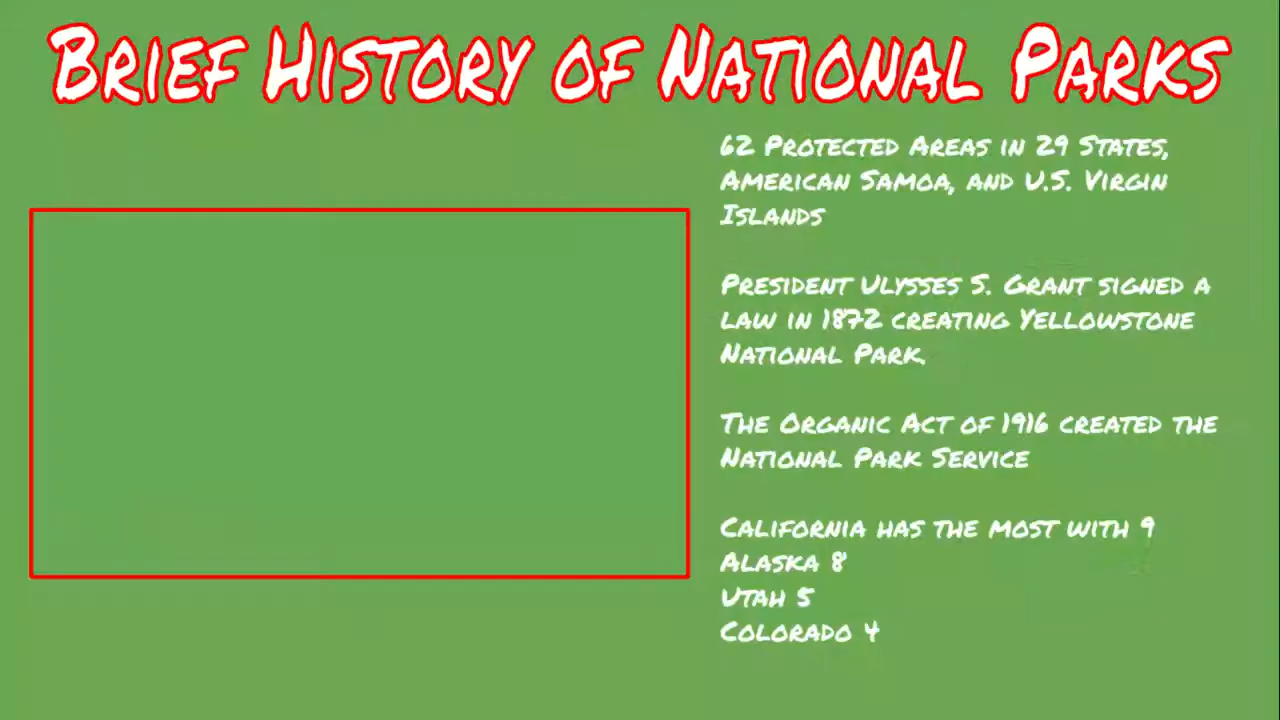 Brief History of National Parks
62 Protected Areas in 29 States,
American Samoa, and U.S. Virgin
Islands
President Ulysses S. Grant signed a
law in 1872 creating Yellowstone
National Park.
The Organic Act of 1916 created the
National Park Service
California has the most with 9
Alaska 8
Utah 5
Colorado 4